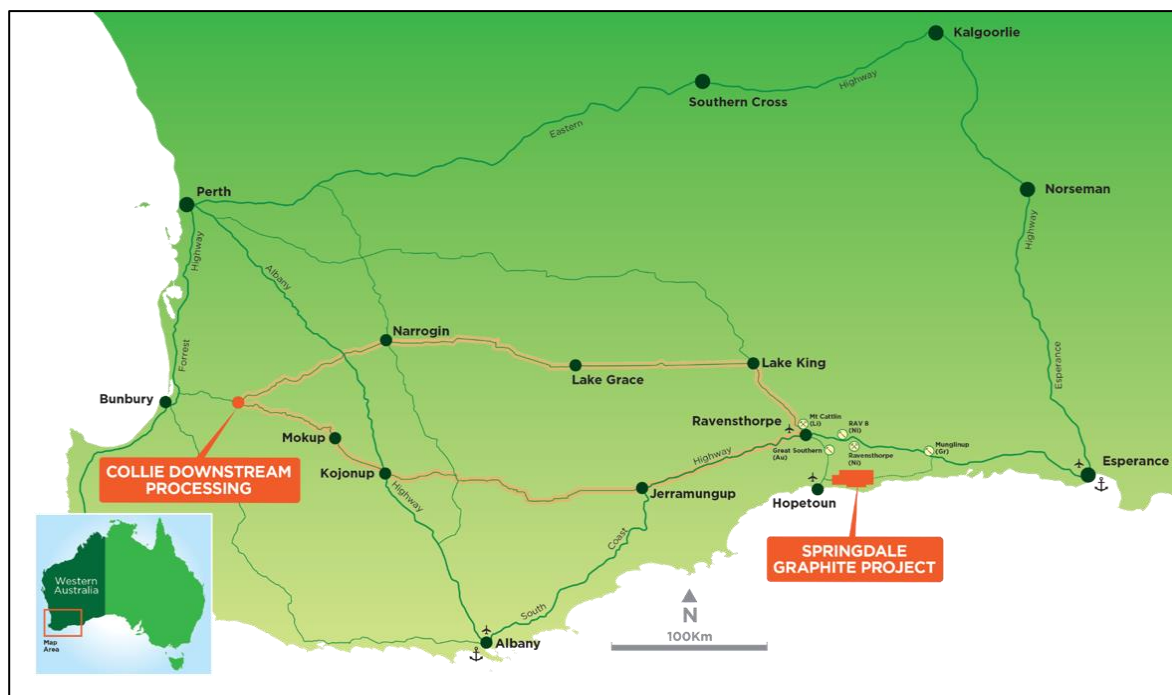 Kalgoorlie
Highway
Southern Cross
Eastern
Perth
Norseman
Highway
Highway
Albany
Narrogin
Lake King
Lake Grace
Forrest
Esperance
Bunbury
Mt Cattlin
(Li)
RAV 8
(Ni)
Ravensthorpe
Mokup
Great Southern
(Au)
Ravensthorpe
(Ni)
Munglinup
(Gr)
Highway
COLLIE DOWNSTREAM
PROCESSING
Kojonup
Esperance
Highway
Jerramungup
Hopetoun
Coast
SPRINGDALE
GRAPHITE PROJECT
Western
Australia
South
N
100Km
Map
Area
Albany